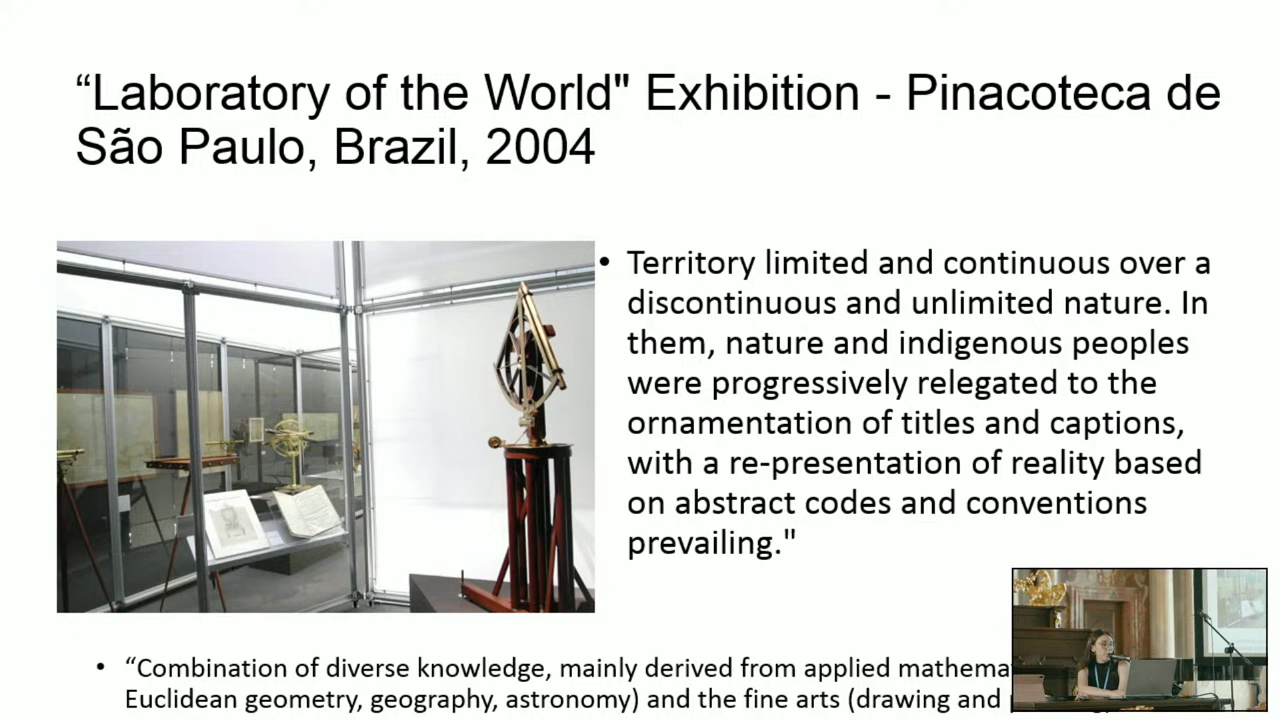 “Laboratory of the World" Exhibition - Pinacoteca de
São Paulo, Brazil, 2004
• Territory limited and continuous over a
discontinuous and unlimited nature. In
them, nature and indigenous peoples
were progressively relegated to the
ornamentation of titles and captions,
with a re-presentation of reality based
on abstract codes and conventions
prevailing."
• “Combination of diverse knowledge, mainly derived from applied
Euclidean geometry, geography, astronomy) and the fine arts (drawing and